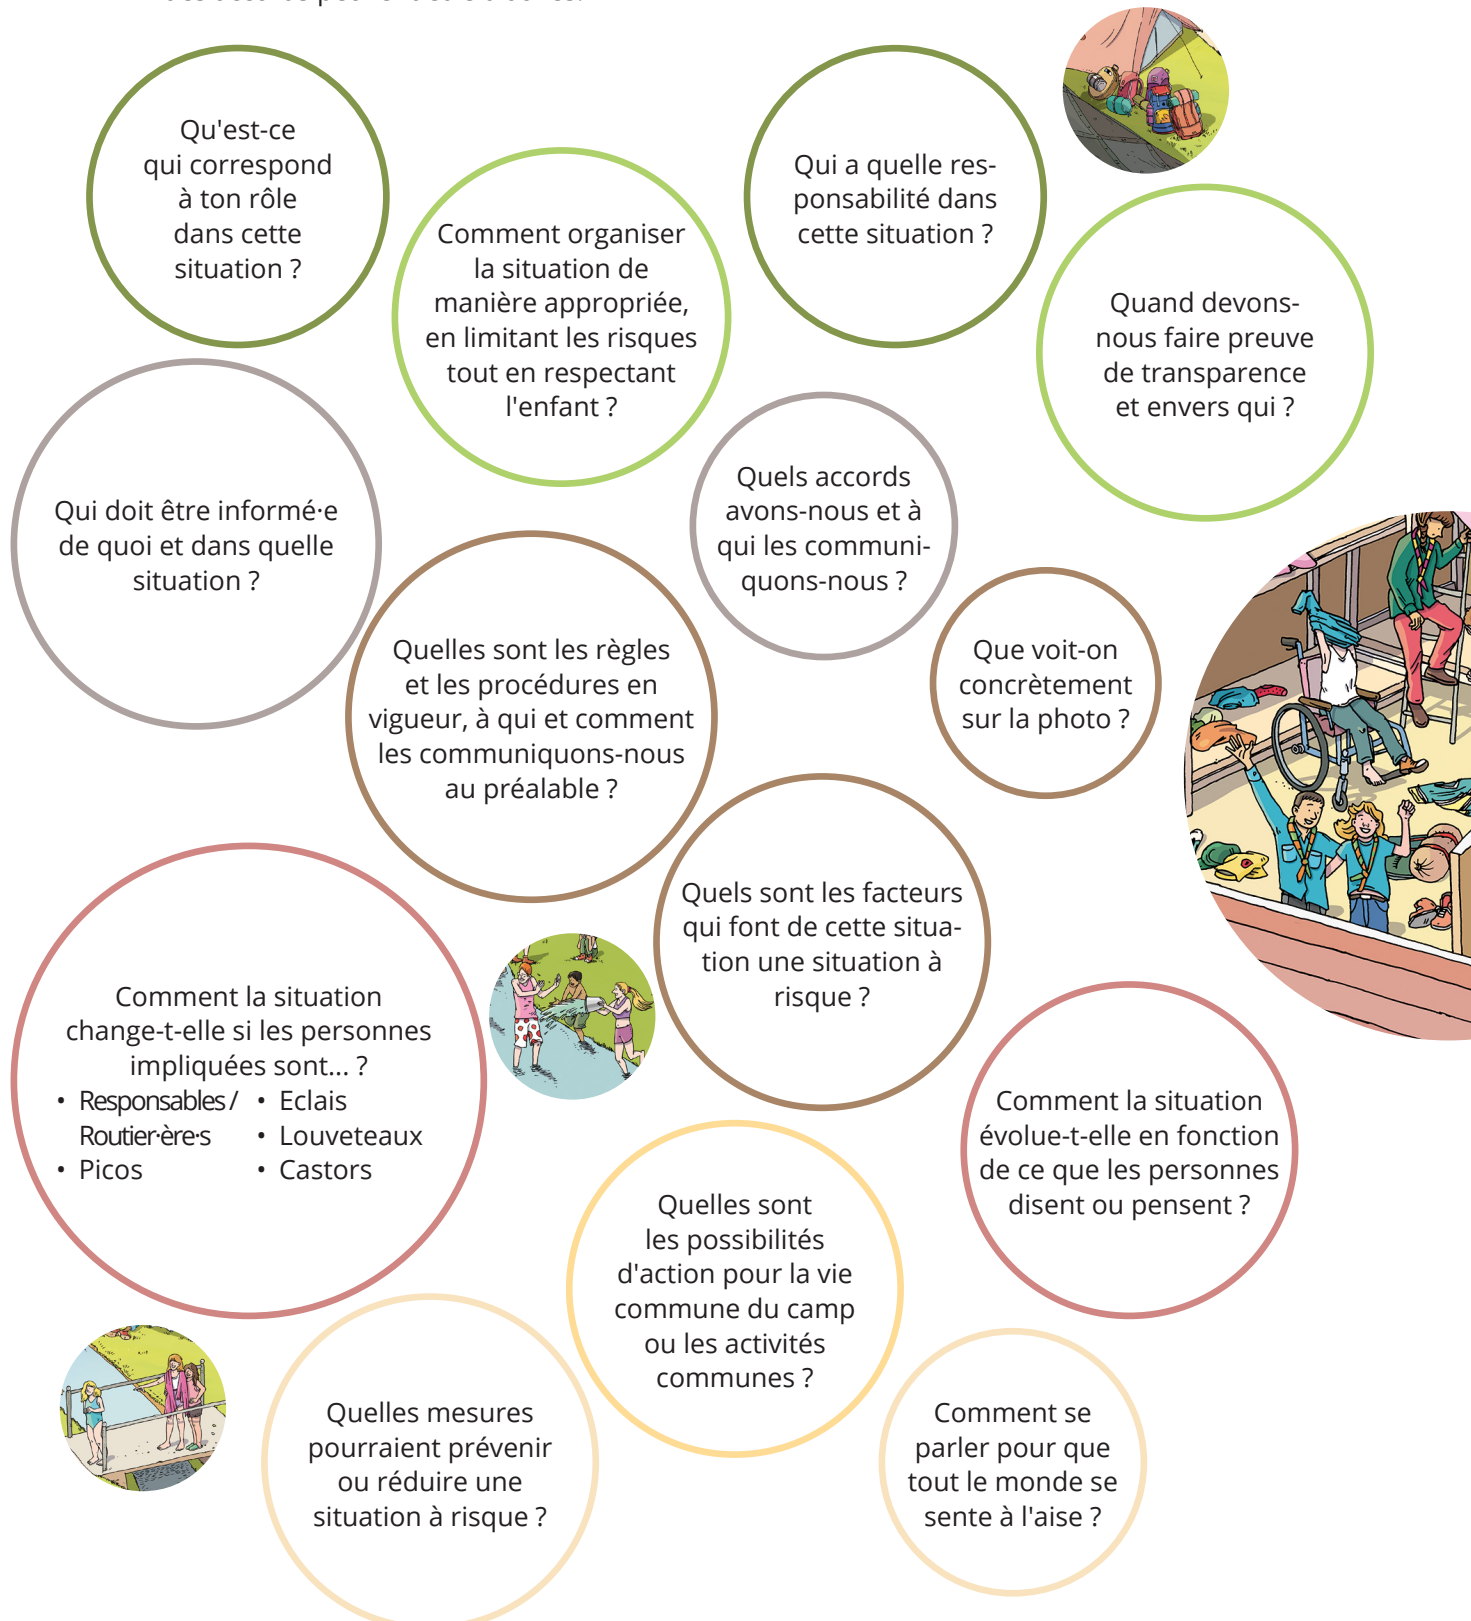 Qu'est-ce
qui correspond
à ton rôle
dans cette
situation ?
Comment organiser
la situation de
manière appropriée,
en limitant les risques
tout en respectant
l'enfant ?
Qui a quelle res-
ponsabilité dans
cette situation ?
Quand devons-
nous faire preuve
de transparence
et envers qui ?
Qui doit être informé·e
de quoi et dans quelle
situation ?
Quels accords
avons-nous et à
qui les communi-
quons-nous ?
Quelles sont les règles
et les procédures en
vigueur, à qui et comment
les communiquons-nous
au préalable ?
Que voit-on
concrètement
sur la photo ?
Quels sont les facteurs
qui font de cette situa-
tion une situation à
risque ?
Comment la situation
change-t-elle si les personnes
impliquées sont... ?
• Responsables /
Routier·ère·s
• Picos
• Eclais
• Louveteaux
• Castors
Comment la situation
évolue-t-elle en fonction
de ce que les personnes
disent ou pensent ?
Quelles sont
les possibilités
d'action pour la vie
commune du camp
ou les activités
communes ?
Quelles mesures
pourraient prévenir
ou réduire une
situation à risque ?
Comment se
parler pour que
tout le monde se
sente à l'aise ?